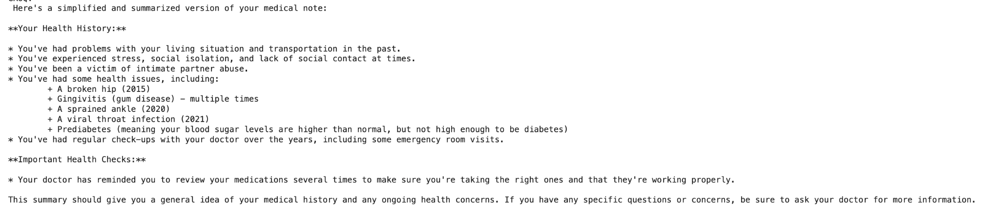 Here's a simplified and summarized version of your medical note:
**Your Health History:**
* You've had problems with your living situation and transportation in the past.
* You've experienced stress, social isolation, and lack of social contact at times.
* You've been a victim of intimate partner abuse.
* You've had some health issues, including:
+ A broken hip (2015)
+ Gingivitis (gum disease) – multiple times
+ A sprained ankle (2020)
+ A viral throat infection (2021)
+ Prediabetes (meaning your blood sugar levels are higher than normal, but not high enough to be diabetes)
* You've had regular check-ups with your doctor over the years, including some emergency room visits.
**Important Health Checks:**
* Your doctor has reminded you to review your medications several times to make sure you're taking the right ones and that they're working properly.
This summary should give you a general idea of your medical history and any ongoing health concerns. If you have any specific questions or concerns, be sure to ask your doctor for more information.